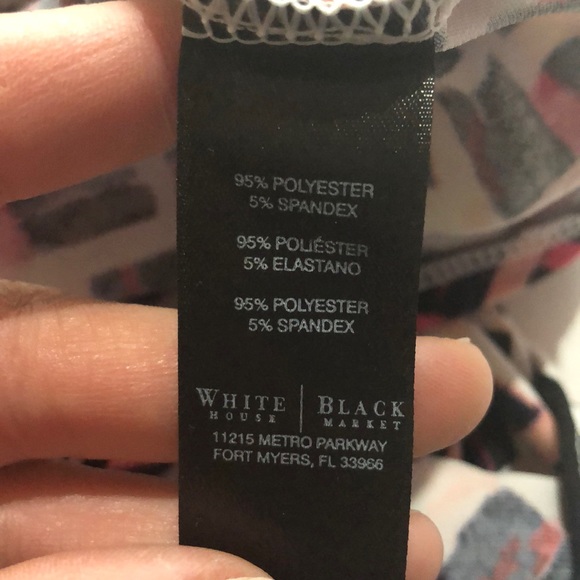 95% POLYESTER
5% SPANDEX
95% POLIÉSTER
5% ELASTANO
95% POLYESTER
5% SPANDEX
WHITE | BLACK
HOUSE MARKET
11215 METRO PARKWAY
FORT MYERS, FL 33966